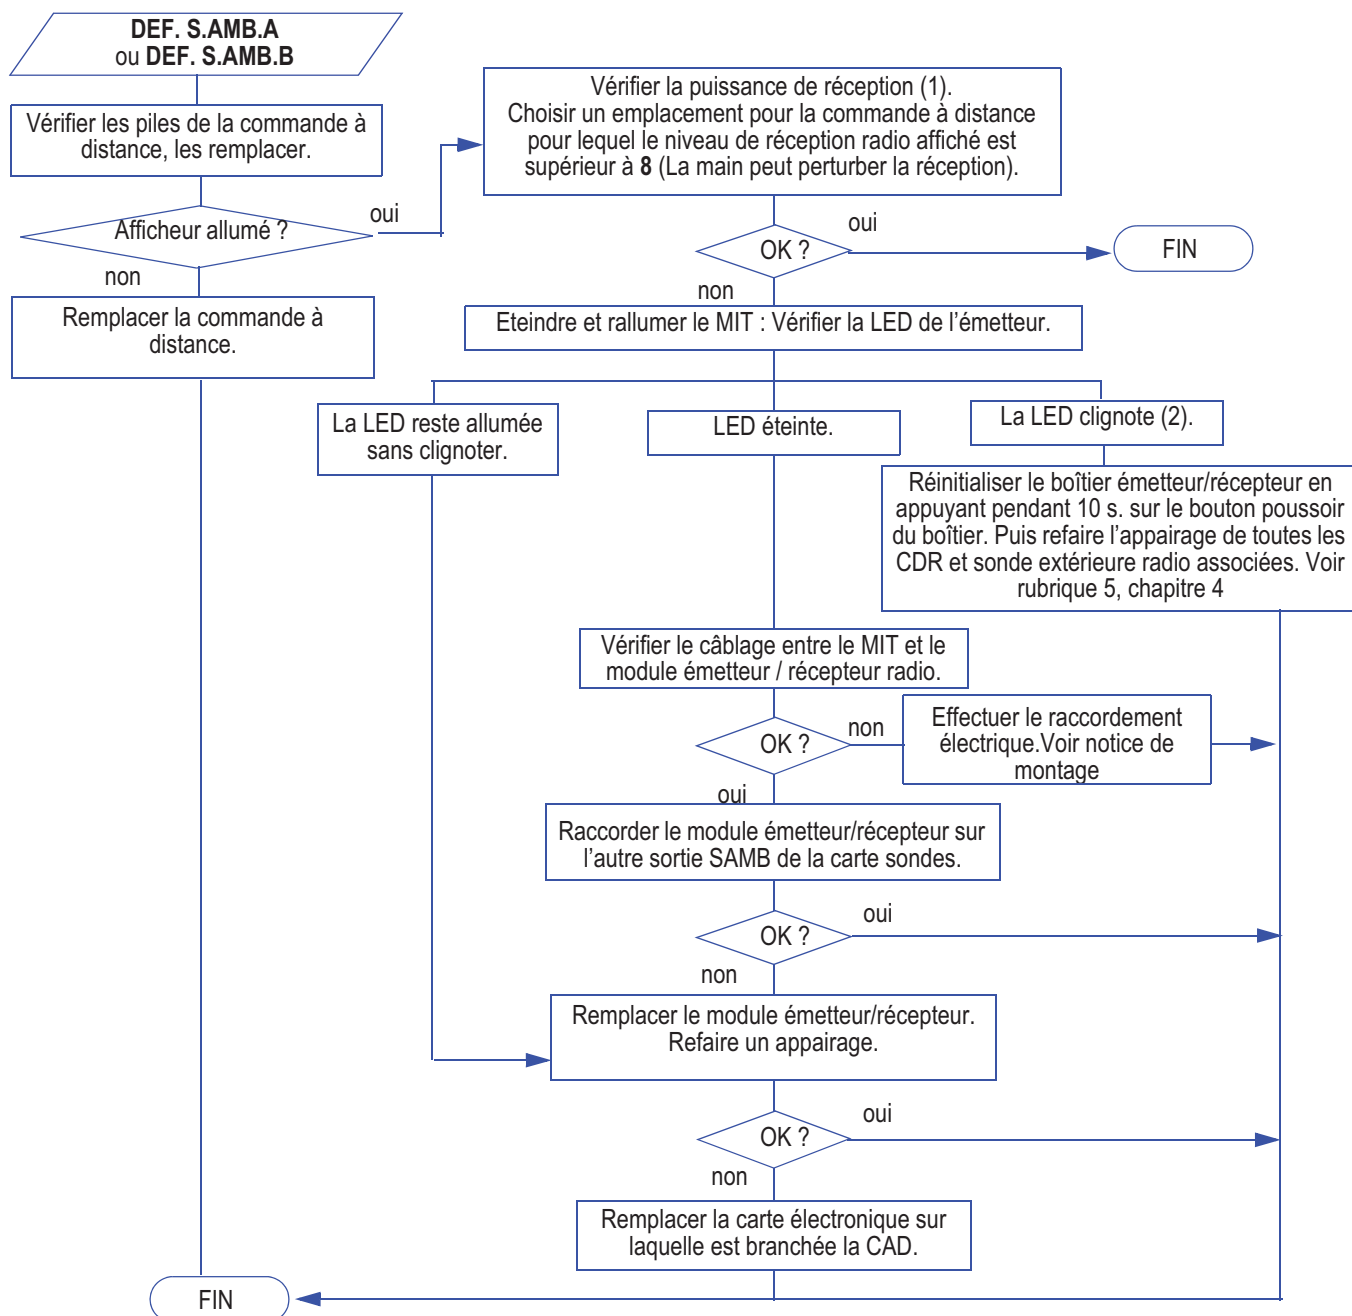 DEF. S.AMB.A
ou DEF. S.AMB.B
Vérifier les piles de la commande à
distance, les remplacer.
Afficheur allumé ?
oui
non
Remplacer la commande à
distance.
Vérifier la puissance de réception (1).
Choisir un emplacement pour la commande à distance
pour lequel le niveau de réception radio affiché est
supérieur à 8 (La main peut perturber la réception).
OK ?
oui
FIN
non
Eteindre et rallumer le MIT : Vérifier la LED de l'émetteur.
La LED reste allumée
sans clignoter.
LED éteinte.
La LED clignote (2).
Réinitialiser le boîtier émetteur/récepteur en
appuyant pendant 10 s. sur le bouton poussoir
du boîtier. Puis refaire l'appairage de toutes les
CDR et sonde extérieure radio associées. Voir
rubrique 5, chapitre 4
Vérifier le câblage entre le MIT et le
module émetteur / récepteur radio.
OK ?
non
Effectuer le raccordement
électrique.Voir notice de
montage
oui
Raccorder le module émetteur/récepteur sur
l'autre sortie SAMB de la carte sondes.
OK ?
oui
non
Remplacer le module émetteur/récepteur.
Refaire un appairage.
OK ?
oui
non
Remplacer la carte électronique sur
laquelle est branchée la CAD.
FIN